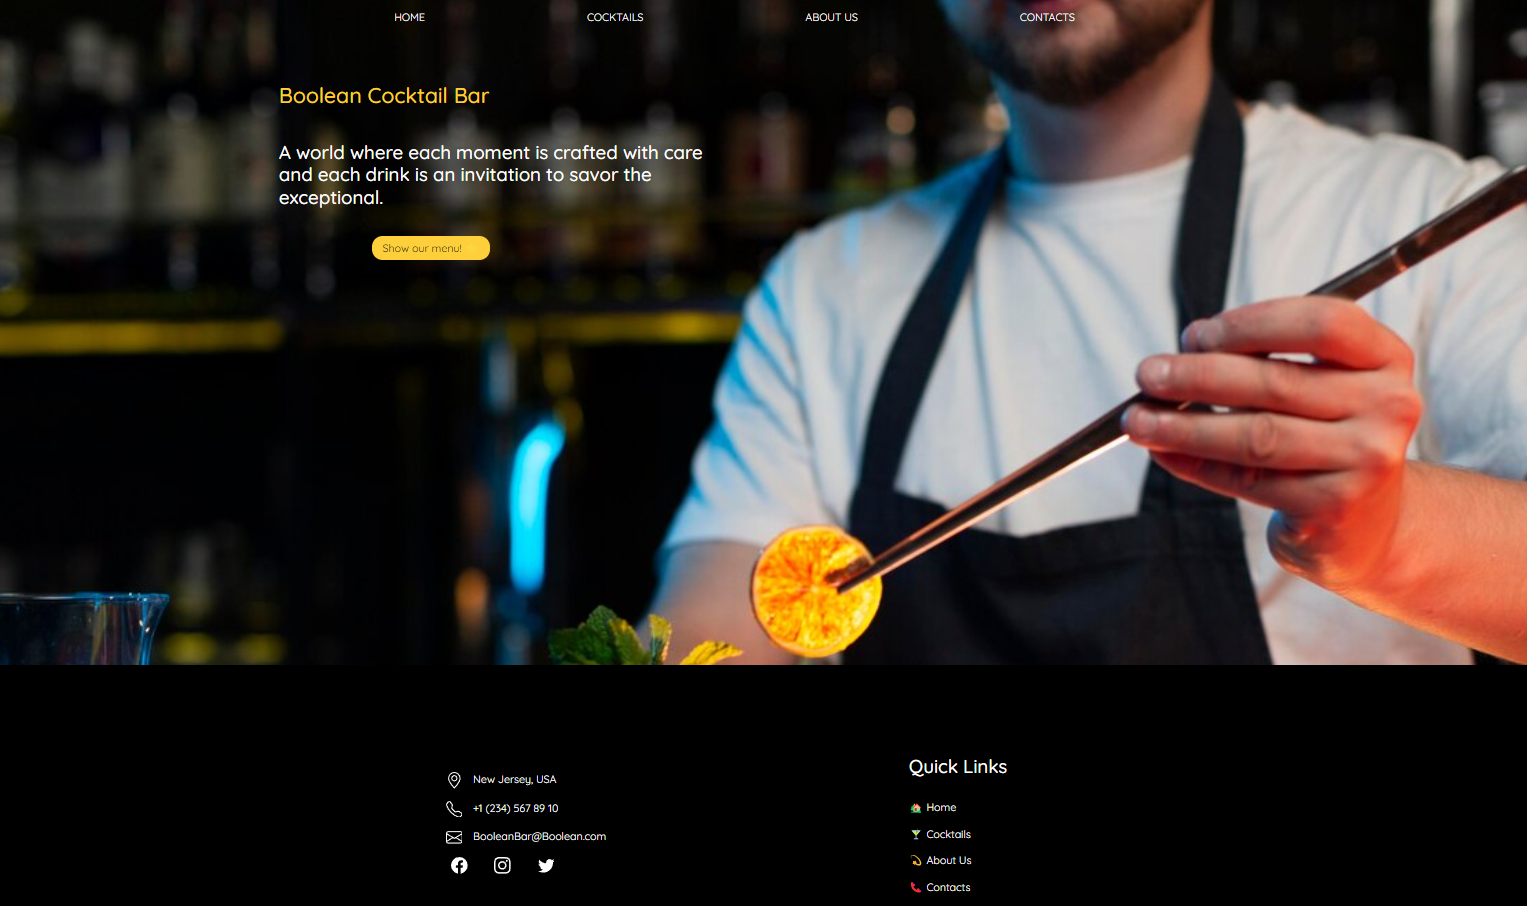 HOME COCKTAILS ABOUT US CONTACTS
Boolean Cocktail Bar
A world where each moment is crafted with care
and each drink is an invitation to savor the
exceptional.
Show our menu!
New Jersey, USA
+1 (234) 567 89 10
BooleanBar@Boolean.com
Quick Links
Home
Cocktails
About Us
Contacts